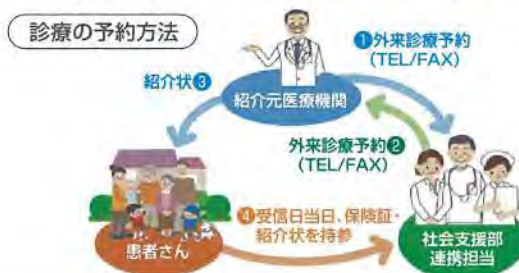 診療の予約方法
❶外来診療予約
(TEL/FAX)
紹介状❸
紹介元医療機関
外来診療予約❷
(TEL/FAX)
❹受信日当日、保険証・
紹介状を持参
患者さん
社会支援部
連携担当